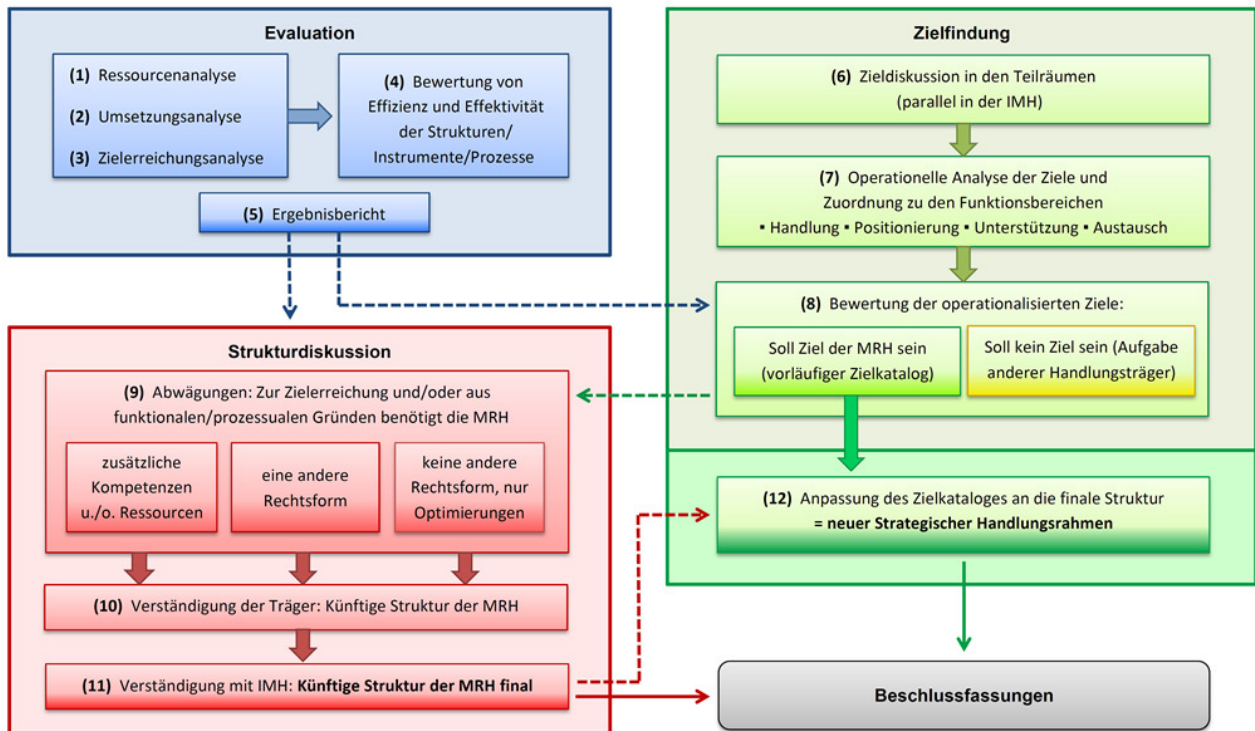 Evaluation
(1) Ressourcenanalyse
(2) Umsetzungsanalyse
(3) Zielerreichungsanalyse
(4) Bewertung von
Effizienz und Effektivität
der Strukturen/
Instrumente/Prozesse
(5) Ergebnisbericht
Zielfindung
(6) Zieldiskussion in den Teilräumen
(parallel in der IMH)
(7) Operationelle Analyse der Ziele und
Zuordnung zu den Funktionsbereichen
▪ Handlung ▪ Positionierung ▪ Unterstützung ▪ Austausch
(8) Bewertung der operationalisierten Ziele:
Soll Ziel der MRH sein
(vorläufiger Zielkatalog)
Soll kein Ziel sein (Aufgabe
anderer Handlungsträger)
Strukturdiskussion
(9) Abwägungen: Zur Zielerreichung und/oder aus
funktionalen/prozessualen Gründen benötigt die MRH
zusätzliche
Kompetenzen
u./o. Ressourcen
eine andere
Rechtsform
keine andere
Rechtsform, nur
Optimierungen
(10) Verständigung der Träger: Künftige Struktur der MRH
(11) Verständigung mit IMH: Künftige Struktur der MRH final
(12) Anpassung des Zielkataloges an die finale Struktur
= neuer Strategischer Handlungsrahmen
Beschlussfassungen